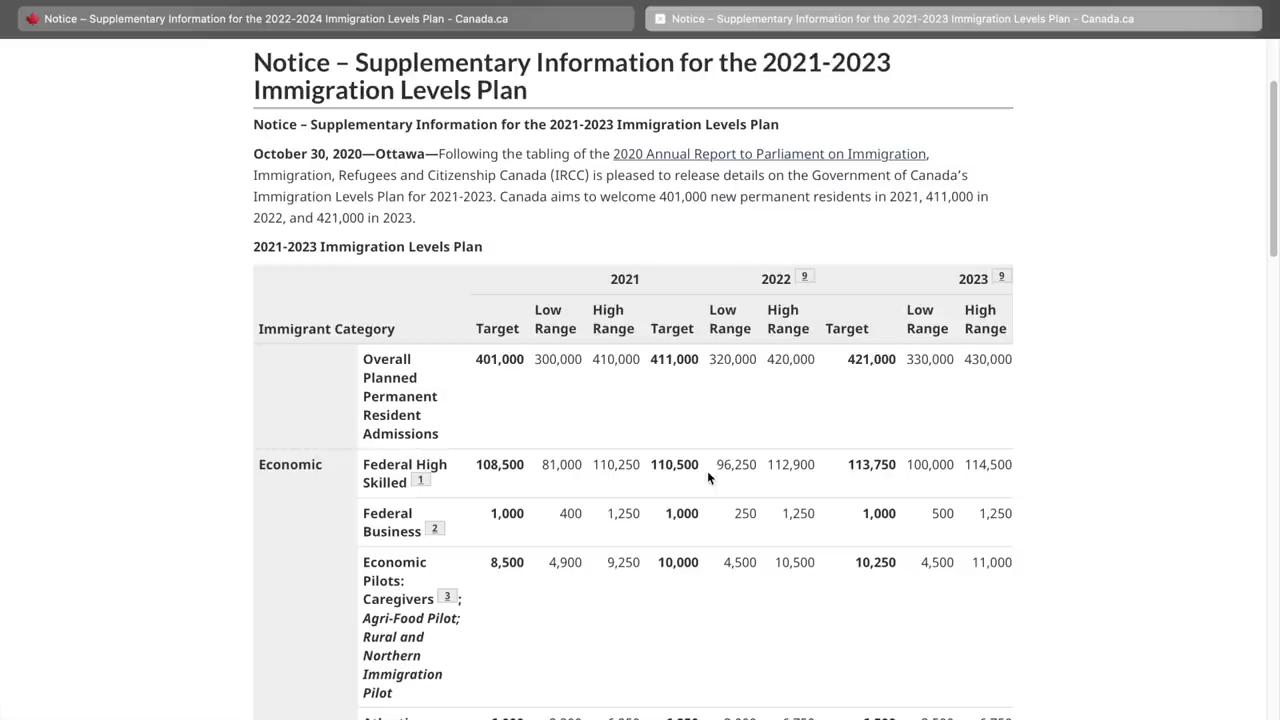 Notice – Supplementary Information for the 2022-2024 Immigration Levels Plan - Canada.ca
Notice – Supplementary Information for the 2021-2023 Immigration Levels Plan - Canada.ca
Notice – Supplementary Information for the 2021-2023
Immigration Levels Plan
Notice – Supplementary Information for the 2021-2023 Immigration Levels Plan
October 30, 2020—Ottawa—Following the tabling of the 2020 Annual Report to Parliament on Immigration,
Immigration, Refugees and Citizenship Canada (IRCC) is pleased to release details on the Government of Canada's
Immigration Levels Plan for 2021-2023. Canada aims to welcome 401,000 new permanent residents in 2021, 411,000 in
2022, and 421,000 in 2023.
2021-2023 Immigration Levels Plan
2021 2022 9 2023 9
Immigrant Category Target Low Range High Range Target Low Range High Range Target Low Range High Range
Overall 401,000 300,000 410,000 411,000 320,000 420,000 421,000 330,000 430,000
Planned
Permanent
Resident
Admissions
Economic Federal High 108,500 81,000 110,250 110,500 96,250 112,900 113,750 100,000 114,500
Skilled 1
Federal 1,000 400 1,250 1,000 250 1,250 1,000 500 1,250
Business 2
Economic 8,500 4,900 9,250 10,000 4,500 10,500 10,250 4,500 11,000
Pilots:
Caregivers 3 ;
Agri-Food Pilot;
Rural and
Northern
Immigration
Pilot